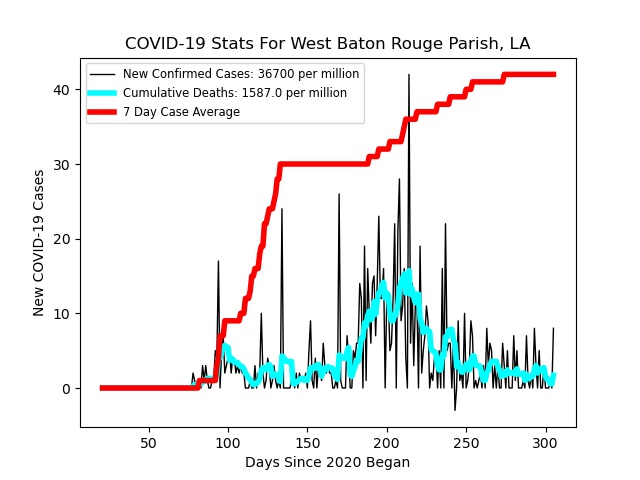 COVID-19 Stats For West Baton Rouge Parish, LA
New Confirmed Cases: 36700 per million
Cumulative Deaths: 1587.0 per million
7 Day Case Average
New COVID-19 Cases
40
30
20
10
0
50 100 150 200 250 300
Days Since 2020 Began